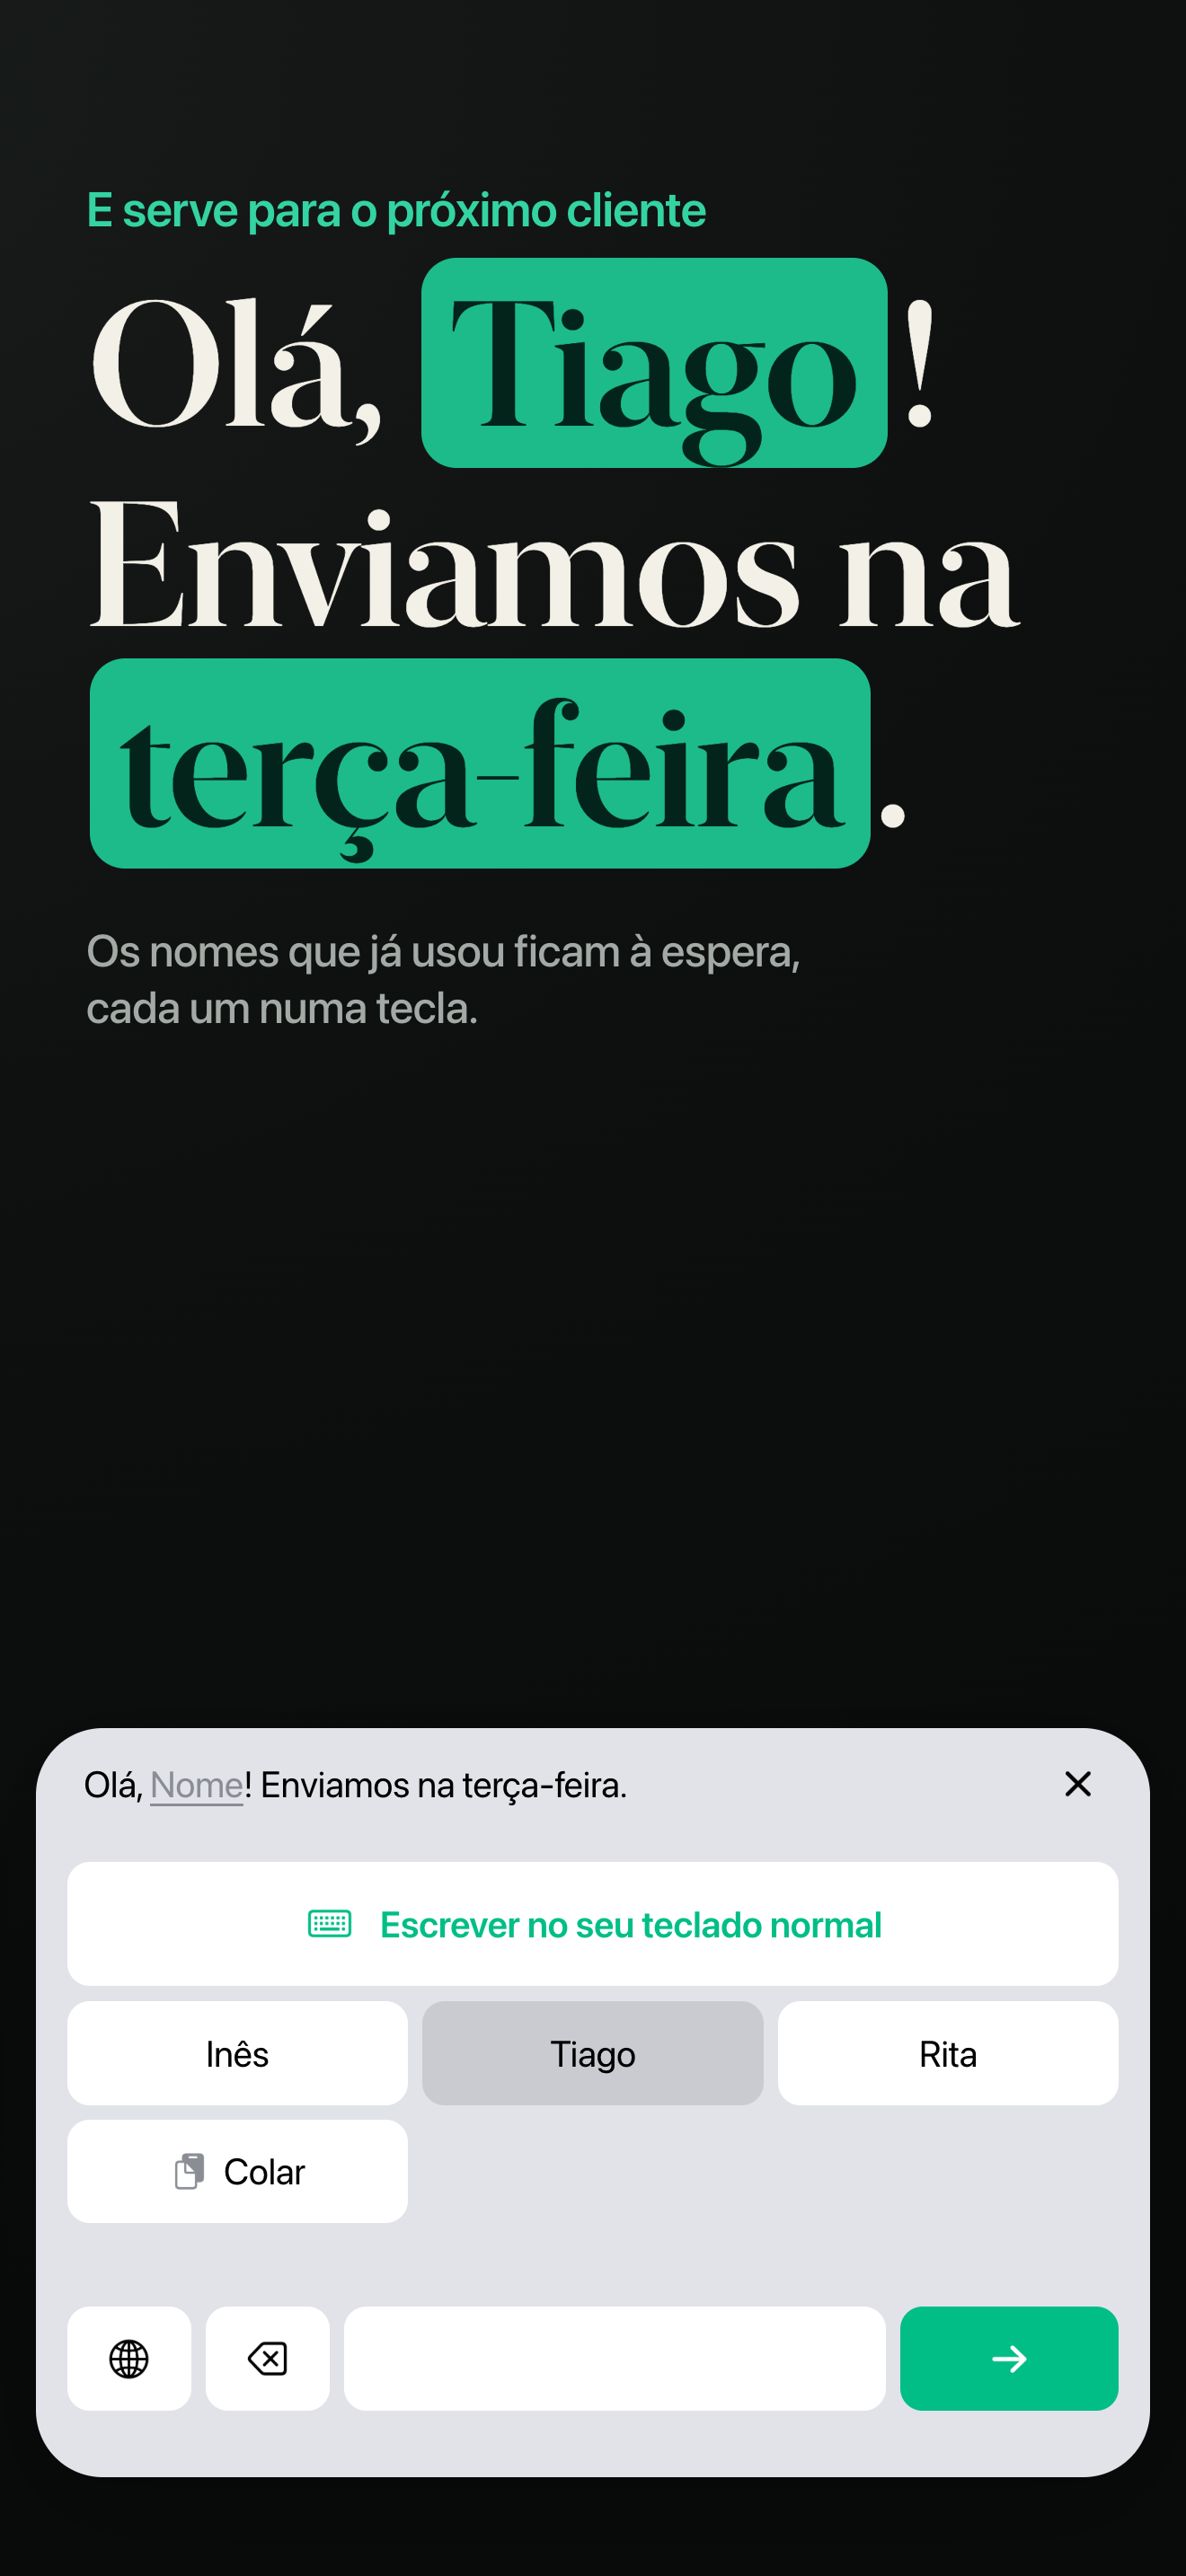 E serve para o próximo cliente
Olá, Tiago!
Enviamos na
terça-feira.
Os nomes que já usou ficam à espera,
cada um numa tecla.
Olá, Nome! Enviamos na terça-feira.
Escrever no seu teclado normal
Inês
Tiago
Rita
Colar